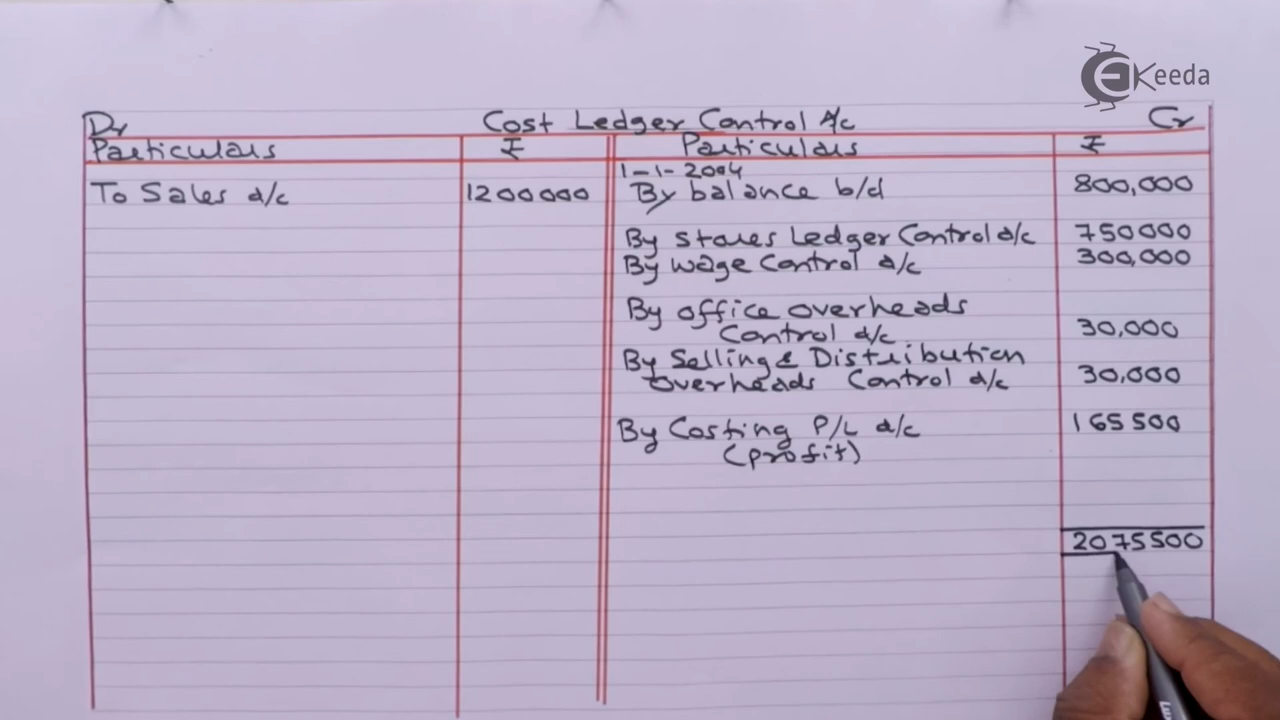 EKeeda
Dr Cost Ledger Control A/c Cr
Particulars ₹ Particulars ₹
1-1-2004
To Sales a/c 1200000 By balance b/d 800,000
By Stores Ledger Control a/c 750000
By Wage Control a/c 300,000
By office overheads
Control a/c 30,000
By Selling & Distribution
overheads Control a/c 30,000
By Costing P/L a/c 165500
(Profit)
2075500